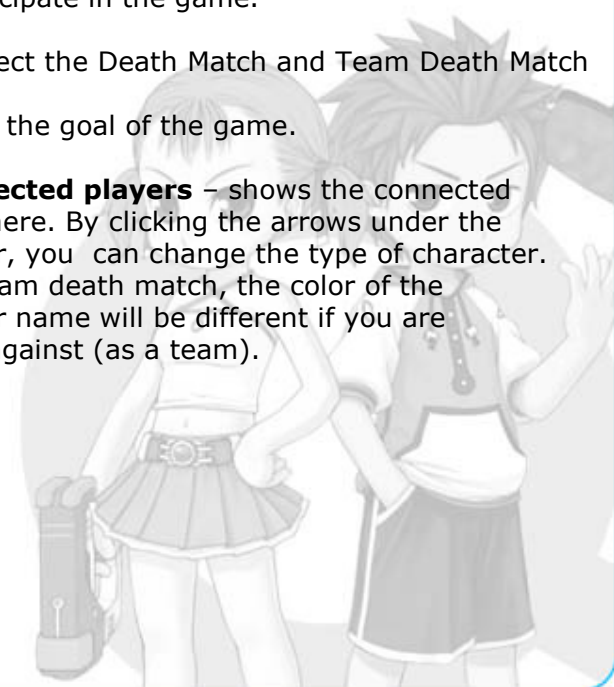 cipate in the game.
ect the Death Match and Team Death Match
the goal of the game.
ected players – shows the connected
here. By clicking the arrows under the
r, you can change the type of character.
eam death match, the color of the
r name will be different if you are
gainst (as a team).